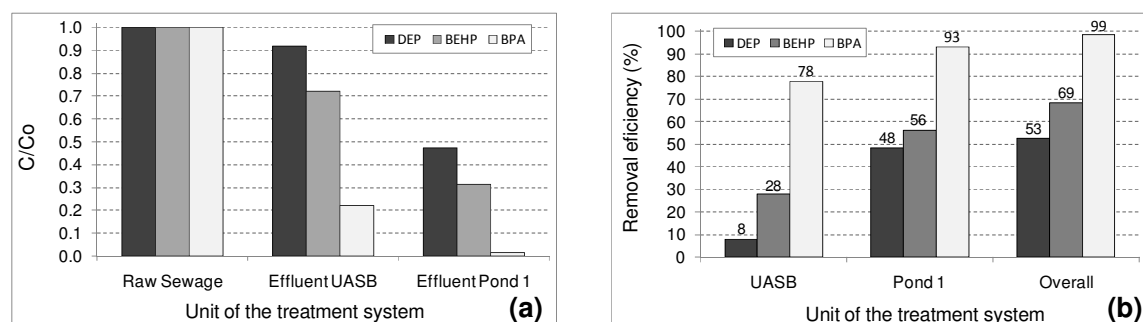 1.0
0.9
0.8
0.7
0.6
0.5
0.4
0.3
0.2
0.1
0.0
C/Co
DEP BEHP BPA
Raw Sewage Effluent UASB Effluent Pond 1
Unit of the treatment system
(a)
100
90
80
70
60
50
40
30
20
10
0
Removal eficiency (%)
DEP BEHP BPA
8 28 78
48 56 93
53 69 99
UASB Pond 1 Overall
Unit of the treatment system
(b)